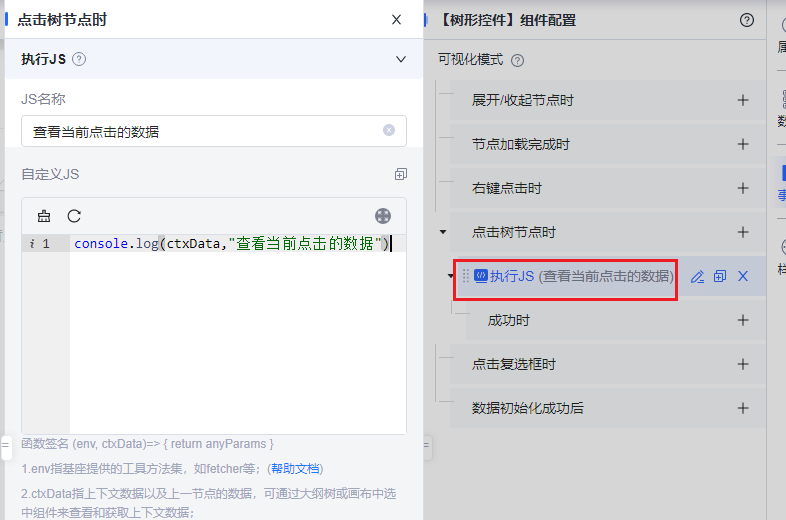 点击树节点时
执行JS
JS名称
查看当前点击的数据
自定义JS
i 1 console.log(ctxData,"查看当前点击的数据")
函数签名 (env, ctxData)=> { return anyParams }
1.env指基座提供的工具方法集，如fetcher等；(帮助文档)
2.ctxData指上下文数据以及上一节点的数据，可通过大纲树或画布中选
中组件来查看和获取上下文数据；
【树形控件】组件配置
可视化模式
展开/收起节点时
节点加载完成时
右键点击时
点击树节点时
执行JS (查看当前点击的数据)
成功时
点击复选框时
数据初始化成功后